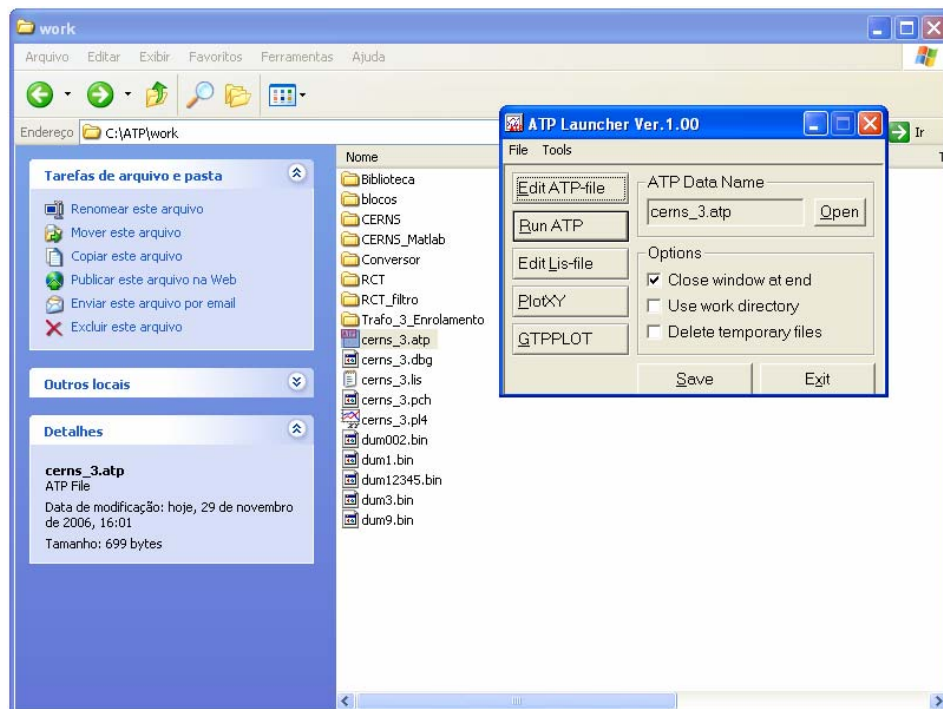 work
Arquivo Editar Exibir Favoritos Ferramentas Ajuda
Endereço C:\ATP\work
Ir
Tarefas de arquivo e pasta
Renomear este arquivo
Mover este arquivo
Copiar este arquivo
Publicar este arquivo na Web
Enviar este arquivo por email
Excluir este arquivo
Outros locais
Detalhes
cerns_3.atp
ATP File
Data de modificação: hoje, 29 de novembro
de 2006, 16:01
Tamanho: 699 bytes
Nome
Biblioteca
blocos
CERNS
CERNS_Matlab
Conversor
RCT
RCT_filtro
Trafo_3_Enrolamento
cerns_3.atp
cerns_3.dbg
cerns_3.lis
cerns_3.pch
cerns_3.pl4
dum002.bin
dum1.bin
dum12345.bin
dum3.bin
dum9.bin
ATP Launcher Ver.1.00
File Tools
Edit ATP-file
Run ATP
Edit Lis-file
PlotXY
GTPPLOT
ATP Data Name
cerns_3.atp Open
Options
Close window at end
Use work directory
Delete temporary files
Save Exit